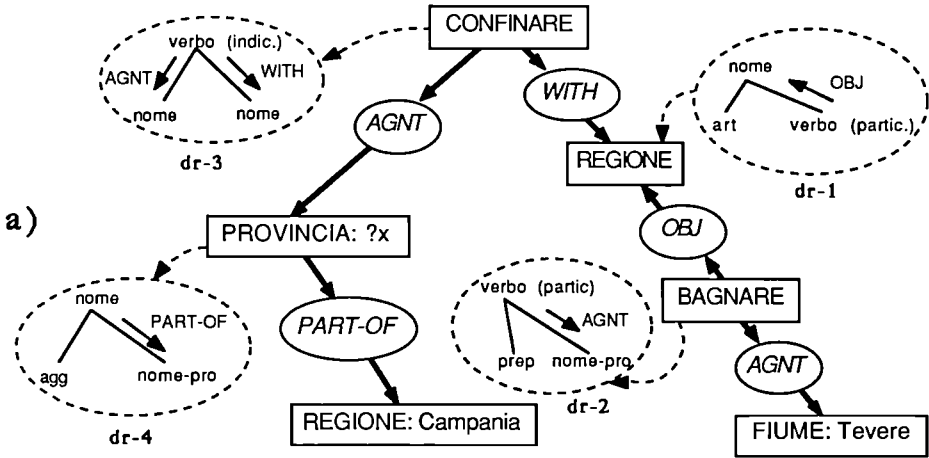 CONFINARE
verbo (indic.)
AGNT
WITH
nome
nome
dr-3
AGNT
WITH
nome
OBJ
art
verbo (partic.)
dr-1
REGIONE
a)
PROVINCIA: ?x
OBJ
nome
PART-OF
agg
nome-pro
dr-4
PART-OF
verbo (partic)
AGNT
prep
nome-pro
dr-2
BAGNARE
AGNT
REGIONE: Campania
FIUME: Tevere